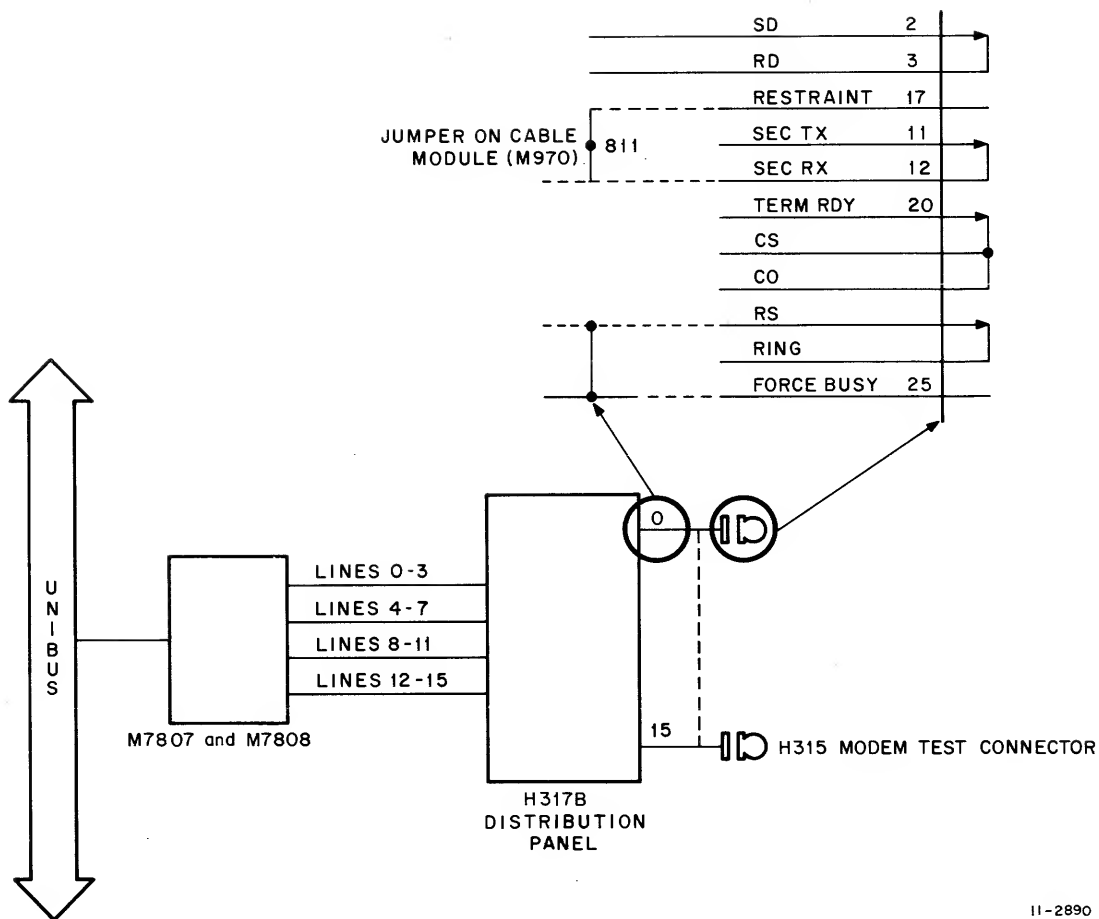 SD 2
RD 3
RESTRAINT 17
JUMPER ON CABLE
MODULE (M970)
811
SEC TX 11
SEC RX 12
TERM RDY 20
CS
CO
RS
RING
FORCE BUSY 25
UNIBUS
LINES 0-3
LINES 4-7
LINES 8-11
LINES 12-15
M7807 and M7808
0
15
H315 MODEM TEST CONNECTOR
H317B
DISTRIBUTION
PANEL
11-2890